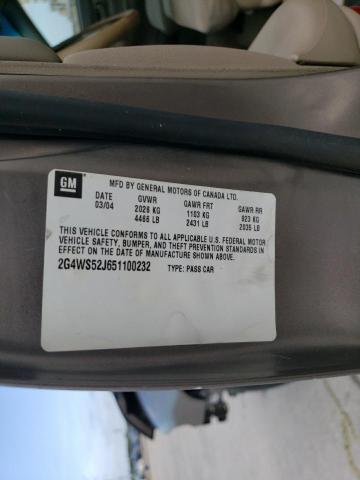 GM
MFD BY GENERAL MOTORS OF CANADA LTD.
DATE GVWR GAWR FRT GAWR RR
03/04 2026 KG 1103 KG 923 KG
4466 LB 2431 LB 2035 LB
THIS VEHICLE CONFORMS TO ALL APPLICABLE U.S. FEDERAL MOTOR
VEHICLE SAFETY, BUMPER, AND THEFT PREVENTION STANDARDS
IN EFFECT ON THE DATE OF MANUFACTURE SHOWN ABOVE.
2G4WS52J651100232 TYPE: PASS CAR